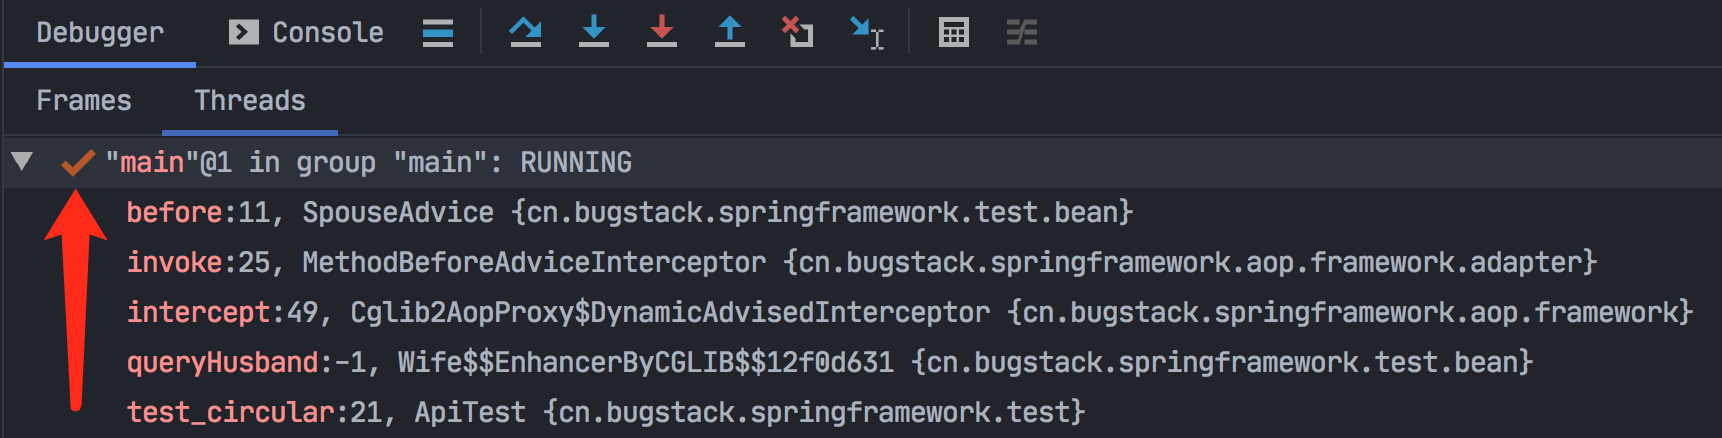 Debugger Console
Frames Threads
"main"@1 in group "main": RUNNING
before:11, SpouseAdvice {cn.bugstack.springframework.test.bean}
invoke:25, MethodBeforeAdviceInterceptor {cn.bugstack.springframework.aop.framework.adapter}
intercept:49, Cglib2AopProxy$DynamicAdvisedInterceptor {cn.bugstack.springframework.aop.framework}
queryHusband:-1, Wife$$EnhancerByCGLIB$$12f0d631 {cn.bugstack.springframework.test.bean}
test_circular:21, ApiTest {cn.bugstack.springframework.test}